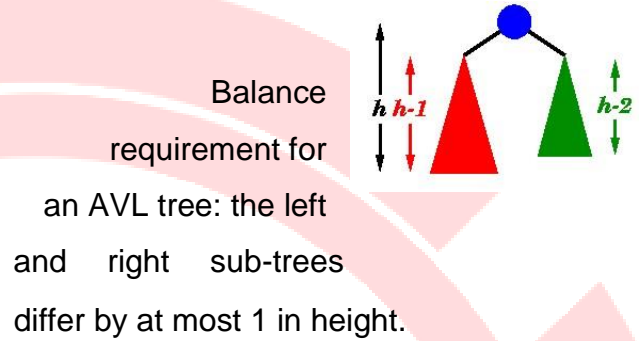 Balance
requirement for
an AVL tree: the left
and right sub-trees
differ by at most 1 in height.
h h-1 h-2